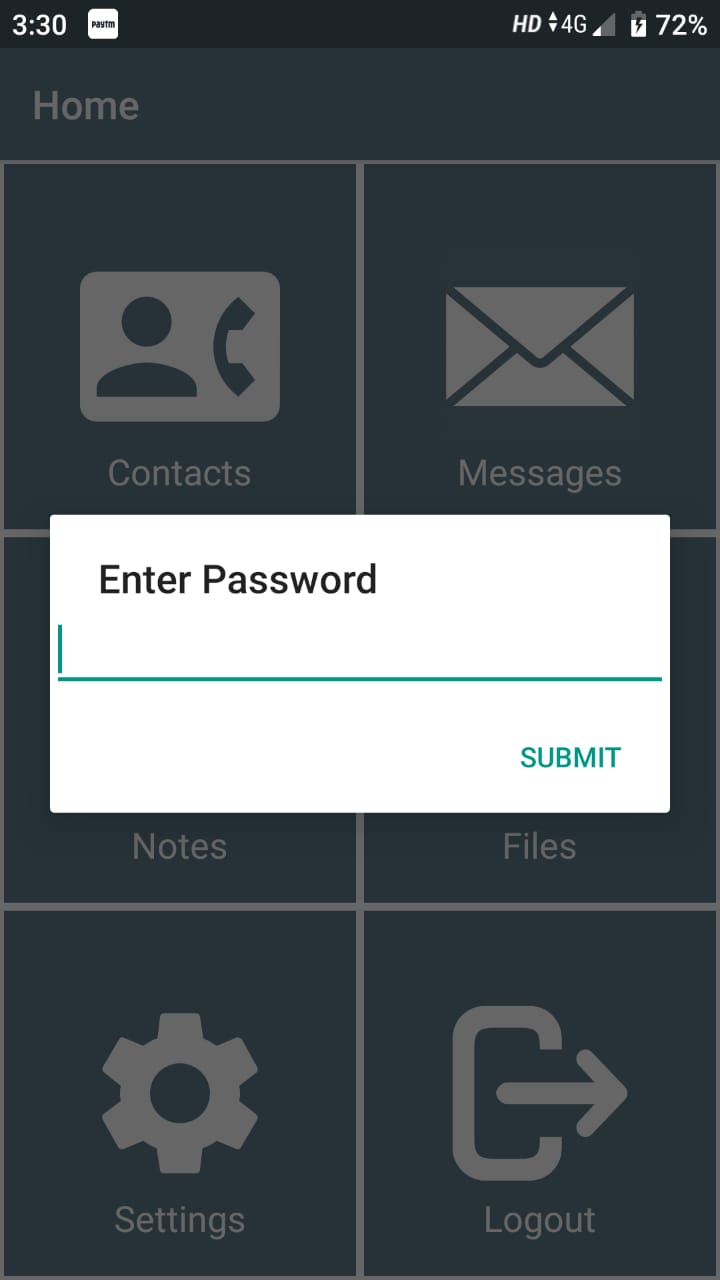 3:30 paytm HD 4G 72%
Home
Contacts Messages
Enter Password
SUBMIT
Notes Files
Settings Logout